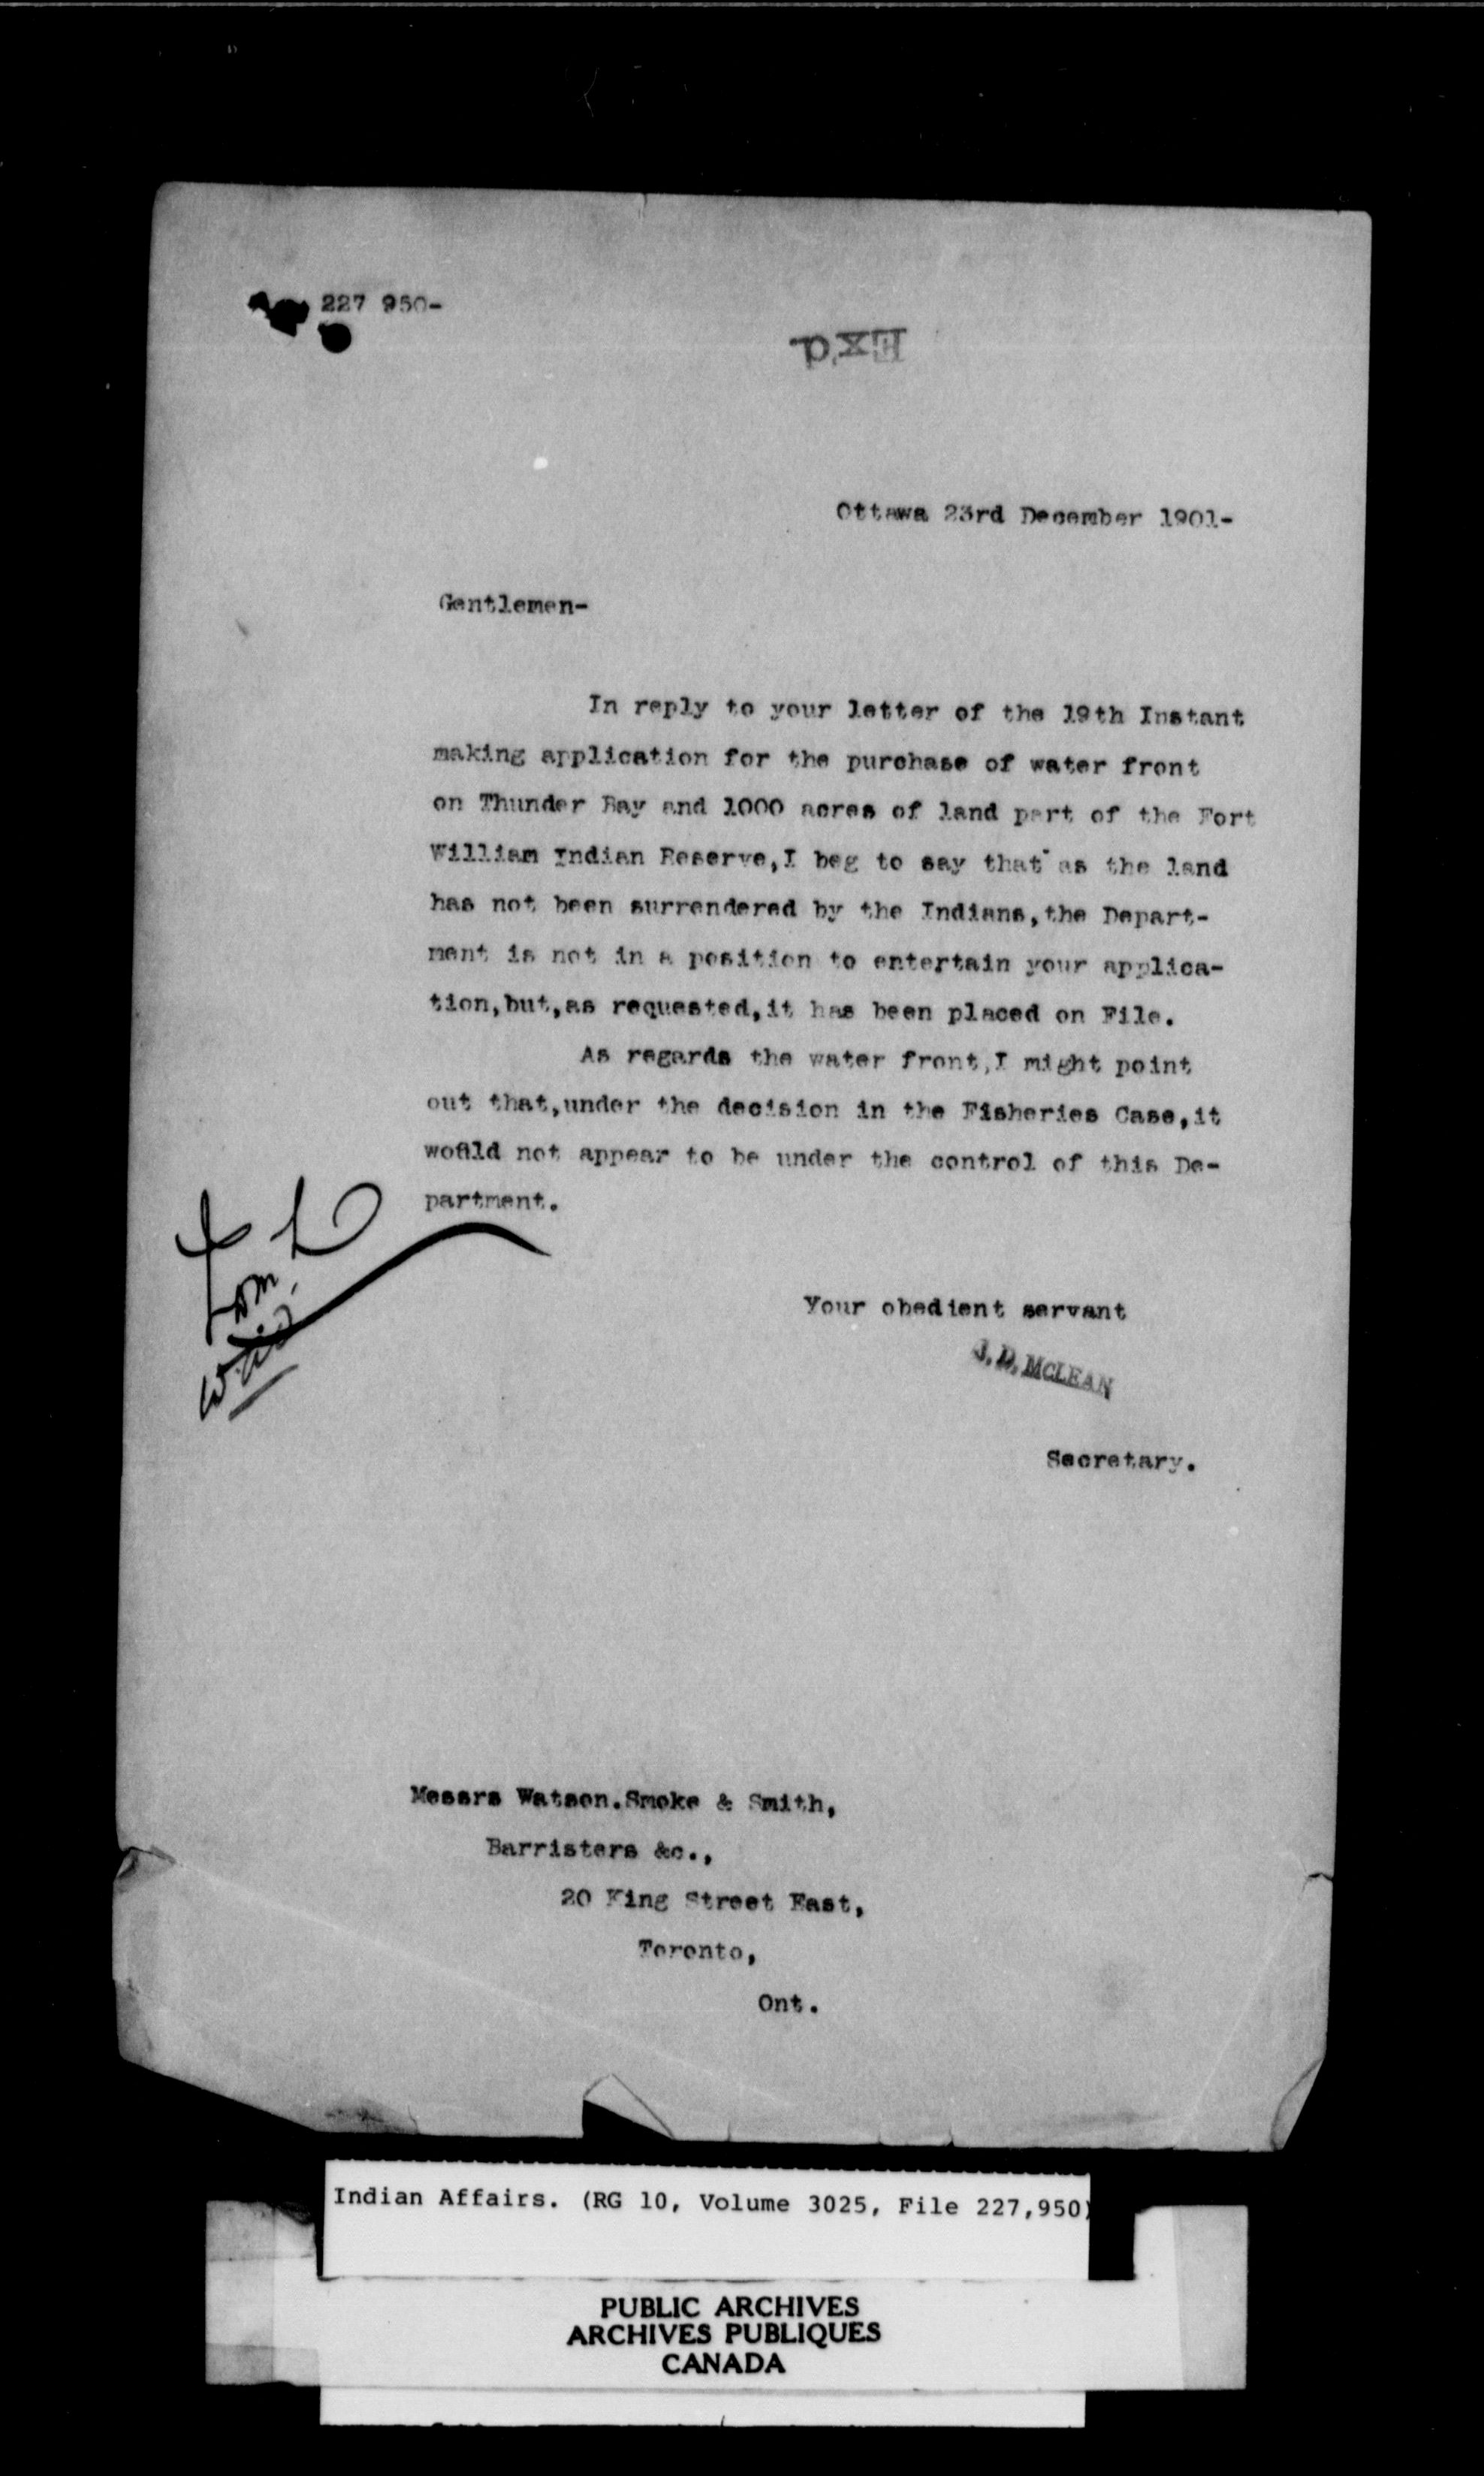 227 950-
Ex'd
Ottawa 23rd December 1901-
Gentlemen-
In reply to your letter of the 19th Instant
making application for the purchase of water front
on Thunder Bay and 1000 acres of land part of the Fort
William Indian Reserve,I beg to say that as the land
has not been surrendered by the Indians,the Depart-
ment is not in a position to entertain your applica-
tion,but,as requested,it has been placed on File.
As regards the water front,I might point
out that,under the decision in the Fisheries Case,it
would not appear to be under the control of this De-
partment.
Your obedient servant
J. D. McLEAN
Secretary.
Messrs Watson.Smoke & Smith,
Barristers &c.,
20 King Street East,
Toronto,
Ont.
Indian Affairs. (RG 10, Volume 3025, File 227,950)
PUBLIC ARCHIVES
ARCHIVES PUBLIQUES
CANADA